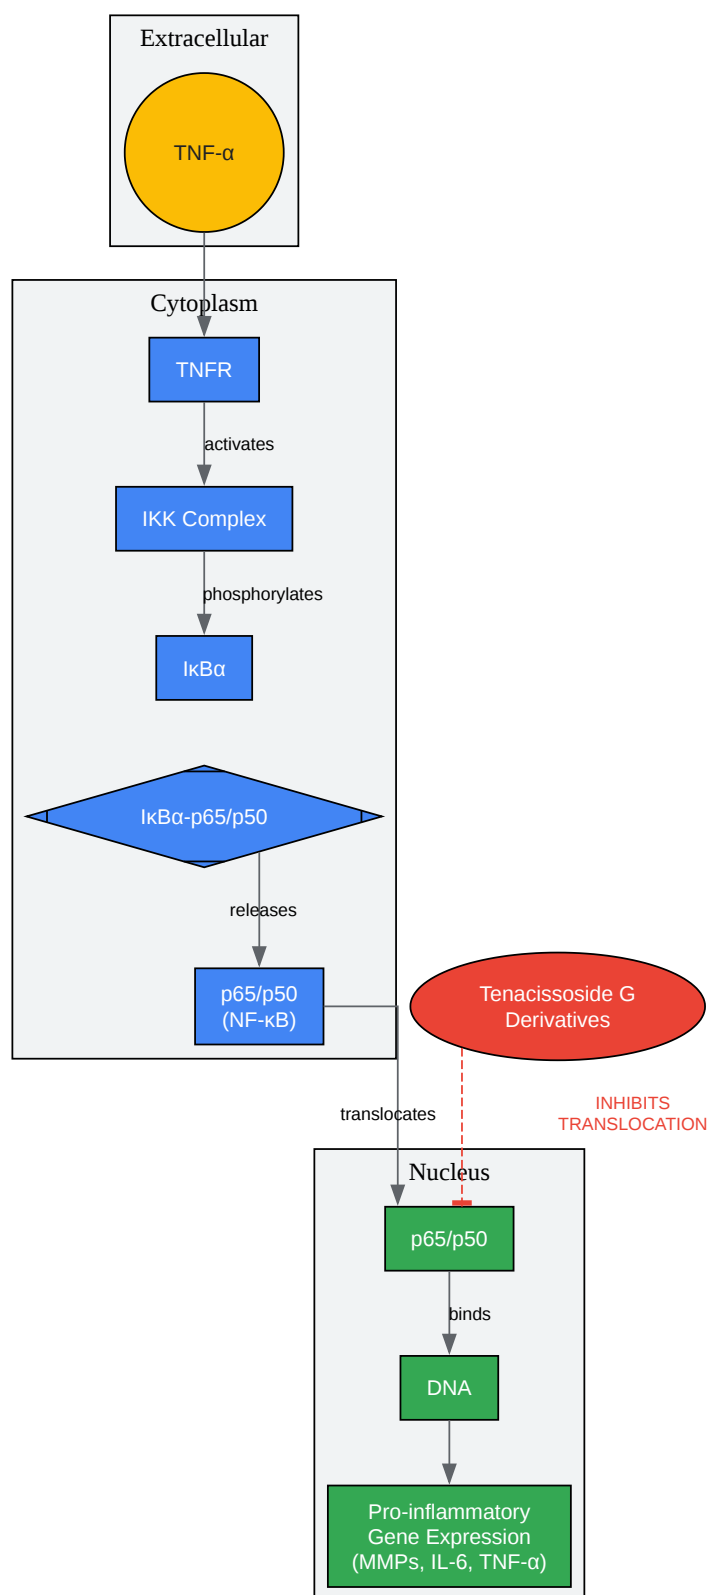 Extracellular
TNF-α
Cytoplasm
TNFR
activates
IKK Complex
phosphorylates
IκBα
IκBα-p65/p50
releases
p65/p50
(NF-κB)
Tenacissoside G
Derivatives
translocates
INHIBITS
TRANSLOCATION
Nucleus
p65/p50
binds
DNA
Pro-inflammatory
Gene Expression
(MMPs, IL-6, TNF-α)